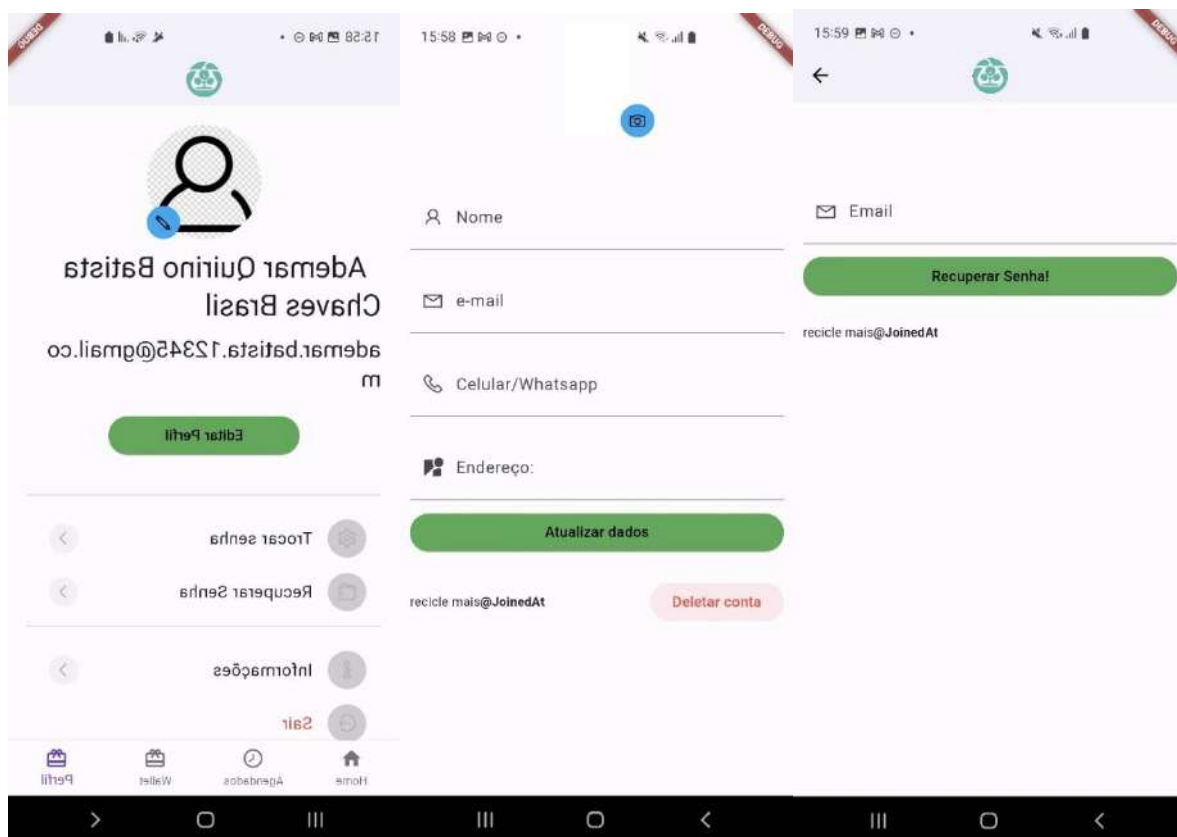 DEBUG
15:58
Ademar Quirino Batista
Chaves Brasil
ademar.batista.12345@gmail.co
m
Editar Perfil
Trocar senha
Recuperar Senha
Informações
Sair
Home
Agendados
Wallet
Perfil
DEBUG
15:58
Nome
e-mail
Celular/Whatsapp
Endereço:
Atualizar dados
recicle mais@JoinedAt
Deletar conta
DEBUG
15:59
Email
Recuperar Senha!
recicle mais@JoinedAt